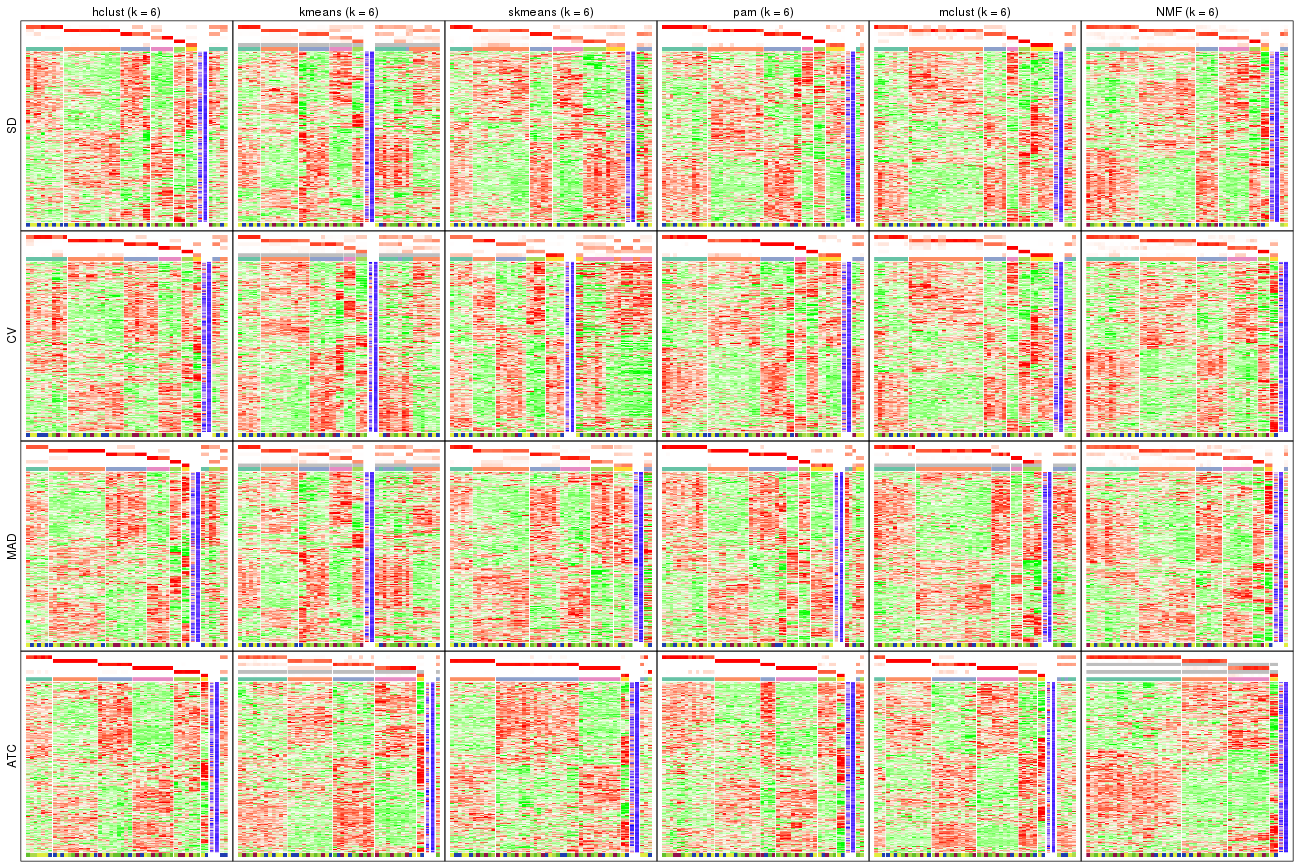 hclust (k = 6)
kmeans (k = 6)
skmeans (k = 6)
pam (k = 6)
mclust (k = 6)
NMF (k = 6)
SD
CV
MAD
ATC